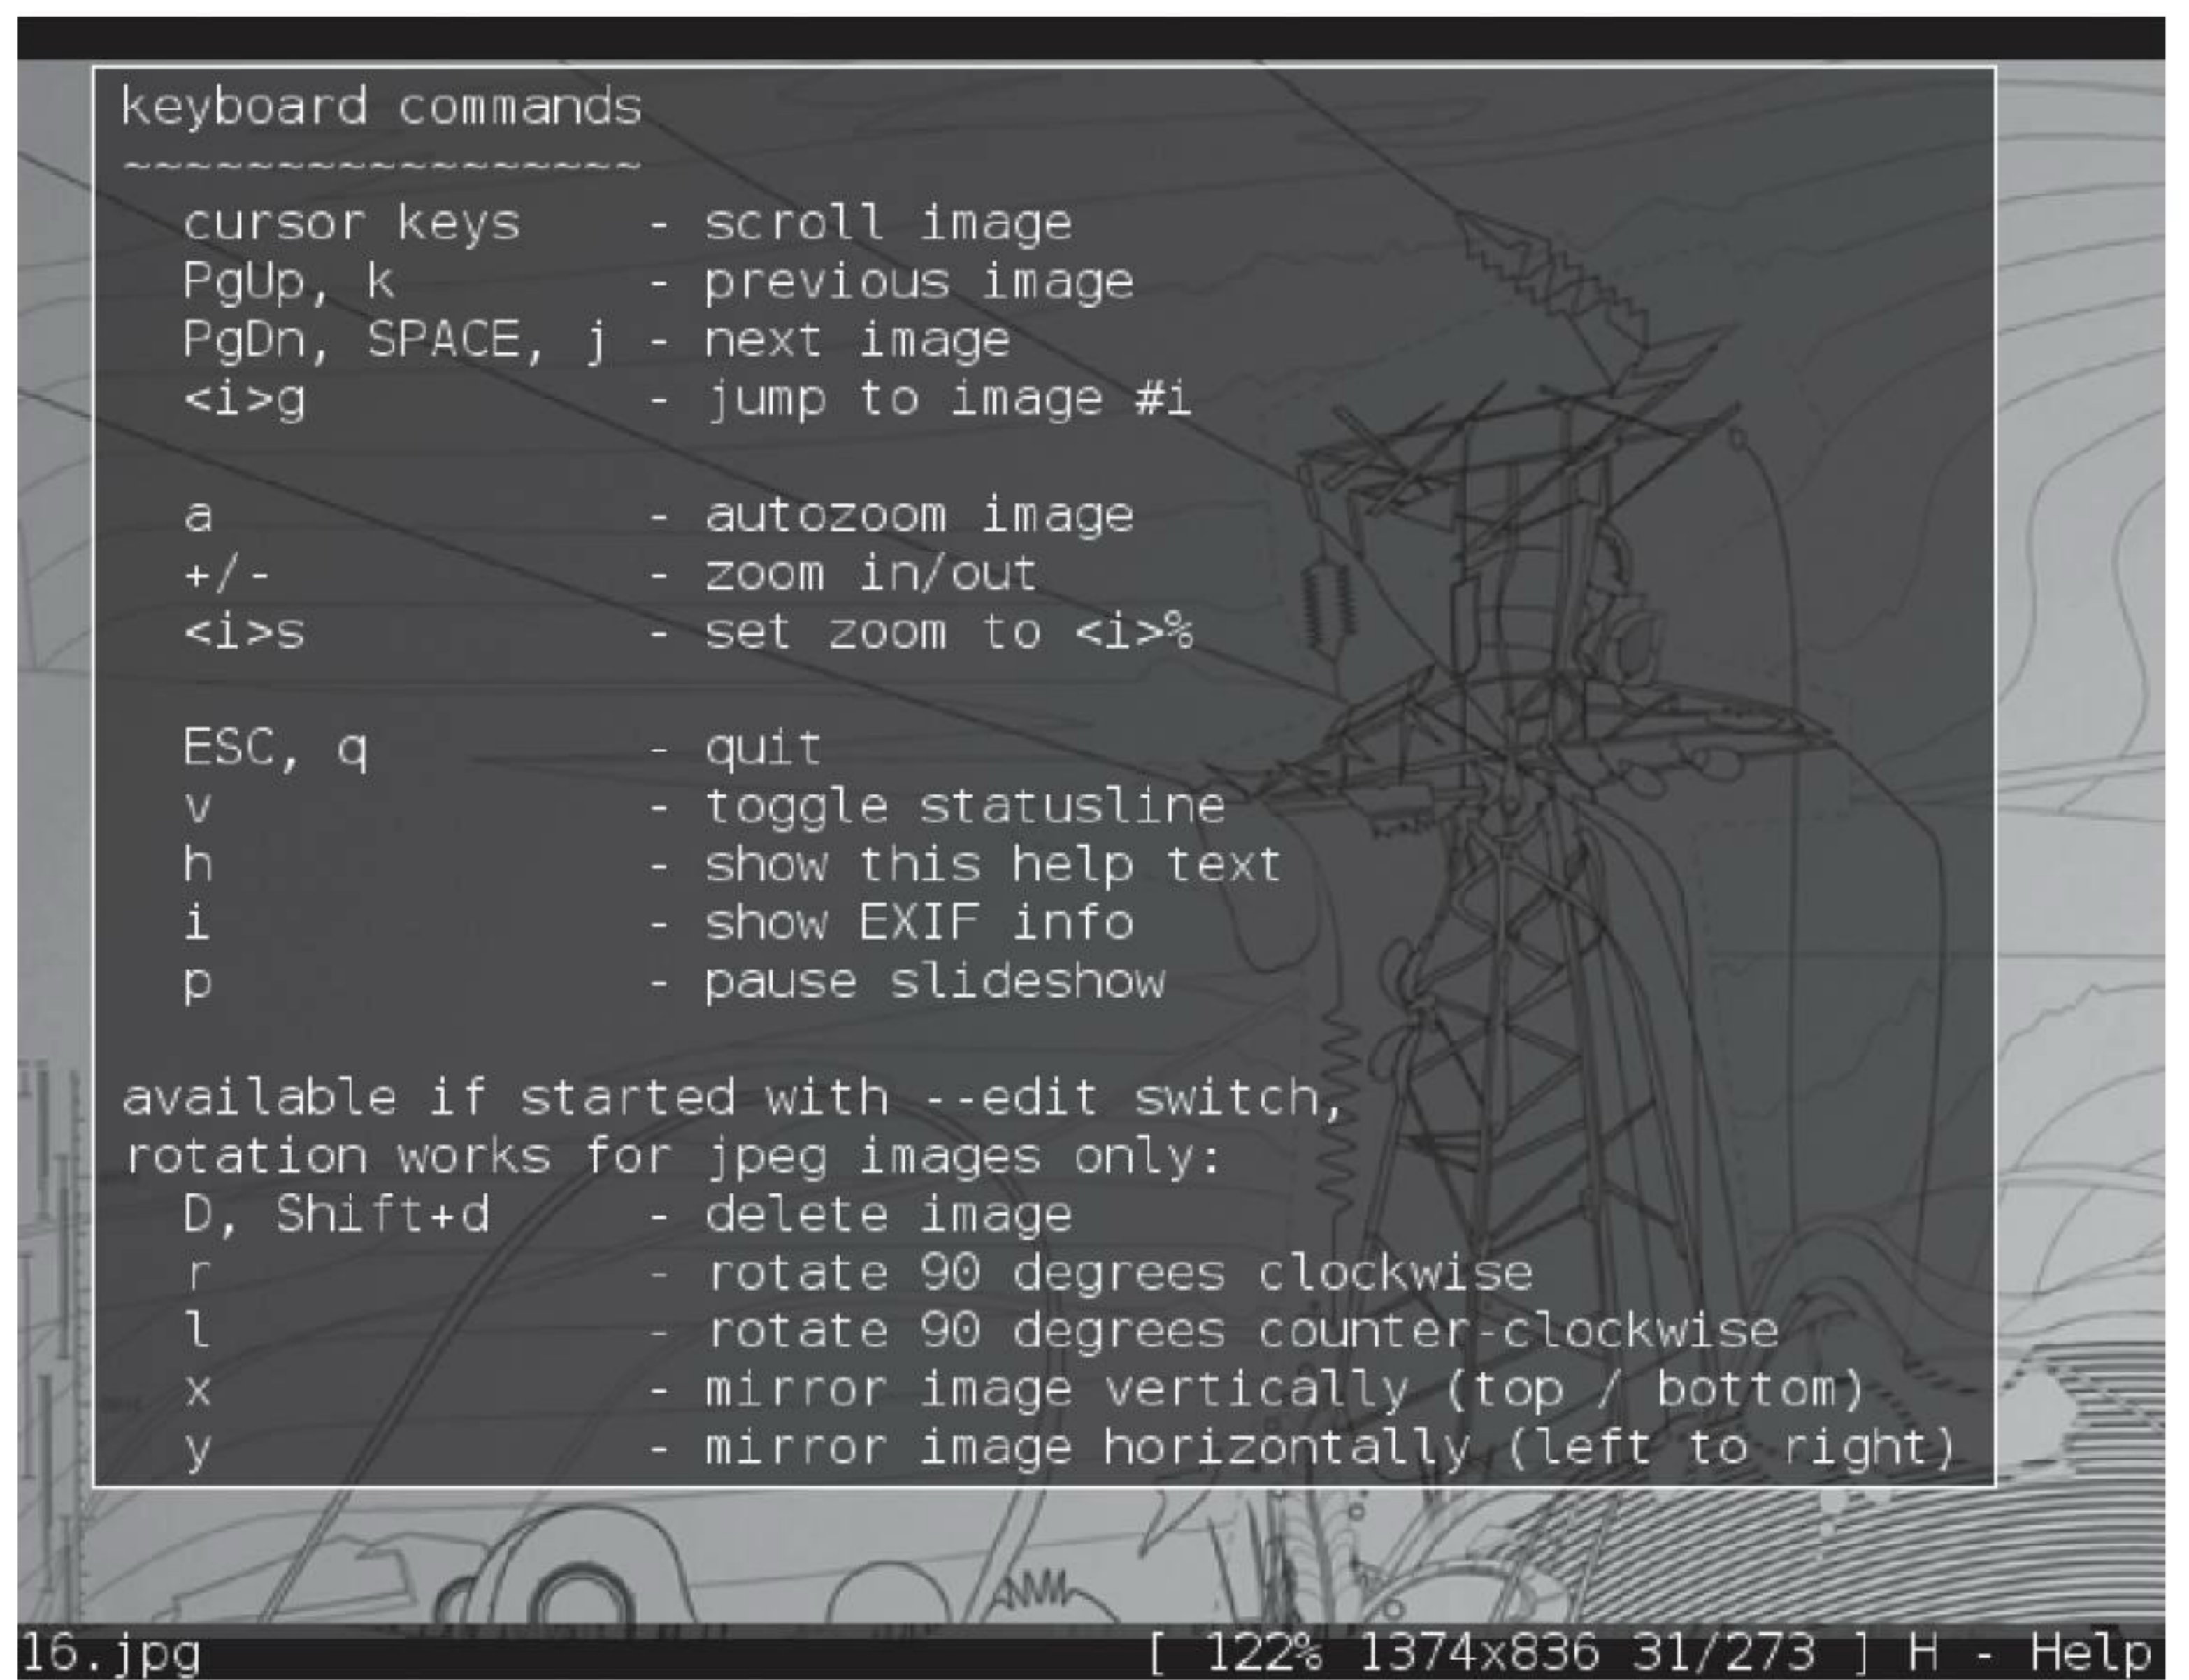 keyboard commands
~~~~~~~~~~~~~~~~~
cursor keys - scroll image
PgUp, k - previous image
PgDn, SPACE, j - next image
<i>g - jump to image #i
a - autozoom image
+/- - zoom in/out
<i>s - set zoom to <i>%
ESC, q - quit
v - toggle statusline
h - show this help text
i - show EXIF info
p - pause slideshow
available if started with --edit switch,
rotation works for jpeg images only:
D, Shift+d - delete image
r - rotate 90 degrees clockwise
l - rotate 90 degrees counter-clockwise
x - mirror image vertically (top / bottom)
y - mirror image horizontally (left to right)
16.jpg [ 122% 1374x836 31/273 ] H - Help